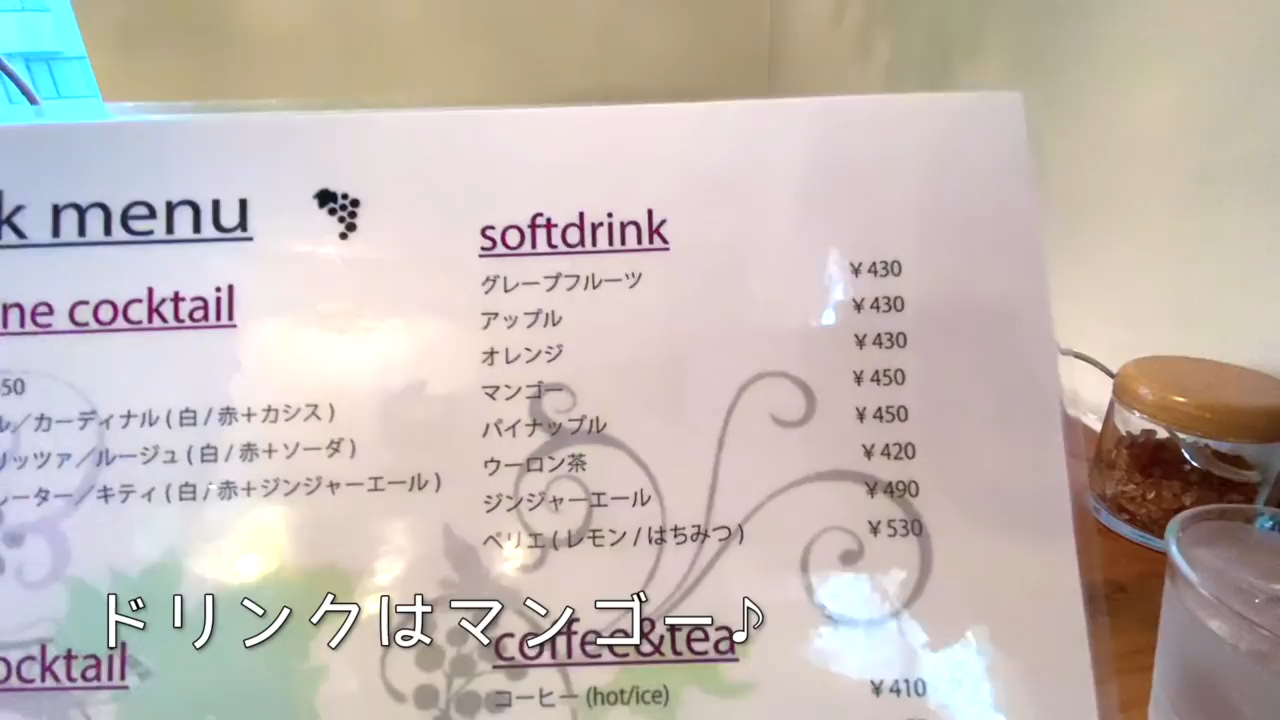 k menu
ne cocktail
50
ル／カーディナル ( 白 / 赤＋カシス )
リッツァ／ルージュ ( 白 / 赤＋ソーダ )
レーター／キティ ( 白 / 赤＋ジンジャーエール )
ocktail
softdrink
グレープフルーツ ￥430
アップル ￥430
オレンジ ￥430
マンゴー ￥450
パイナップル ￥450
ウーロン茶 ￥420
ジンジャーエール ￥490
ペリエ ( レモン / はちみつ ) ￥530
coffee&tea
コーヒー (hot/ice) ￥410
ドリンクはマンゴー♪